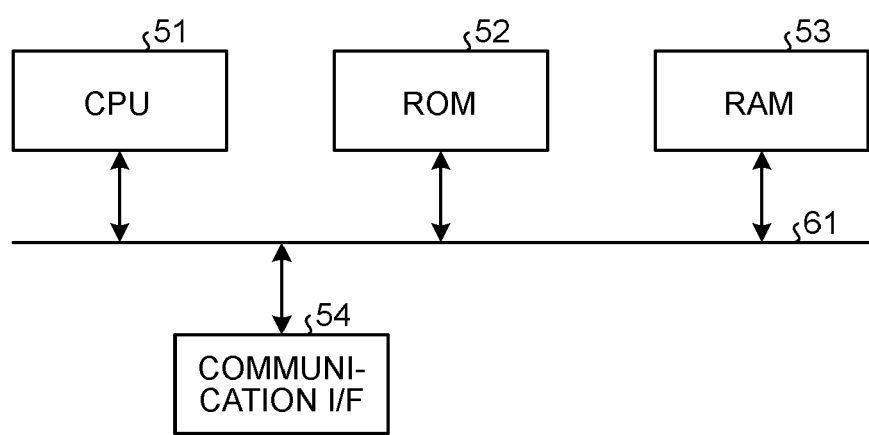 51
52
53
CPU
ROM
RAM
61
54
COMMUNI-
CATION I/F